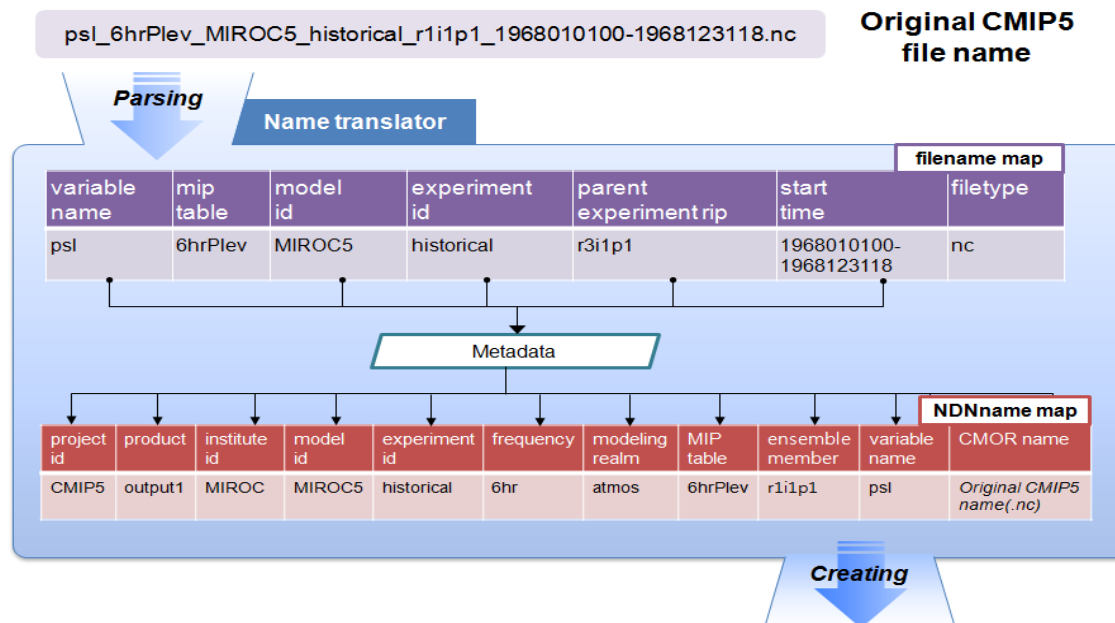 psl_6hrPlev_MIROC5_historical_r1i1p1_1968010100-1968123118.nc
Original CMIP5
file name
Parsing
Name translator
filename map
variable name
mip table
model id
experiment id
parent experiment rip
start time
filetype
psl
6hrPlev
MIROC5
historical
r3i1p1
1968010100-
1968123118
nc
Metadata
NDNname map
project id
product
institute id
model id
experiment id
frequency
modeling realm
MIP table
ensemble member
variable name
CMOR name
CMIP5
output1
MIROC
MIROC5
historical
6hr
atmos
6hrPlev
r1i1p1
psl
Original CMIP5
name(.nc)
Creating